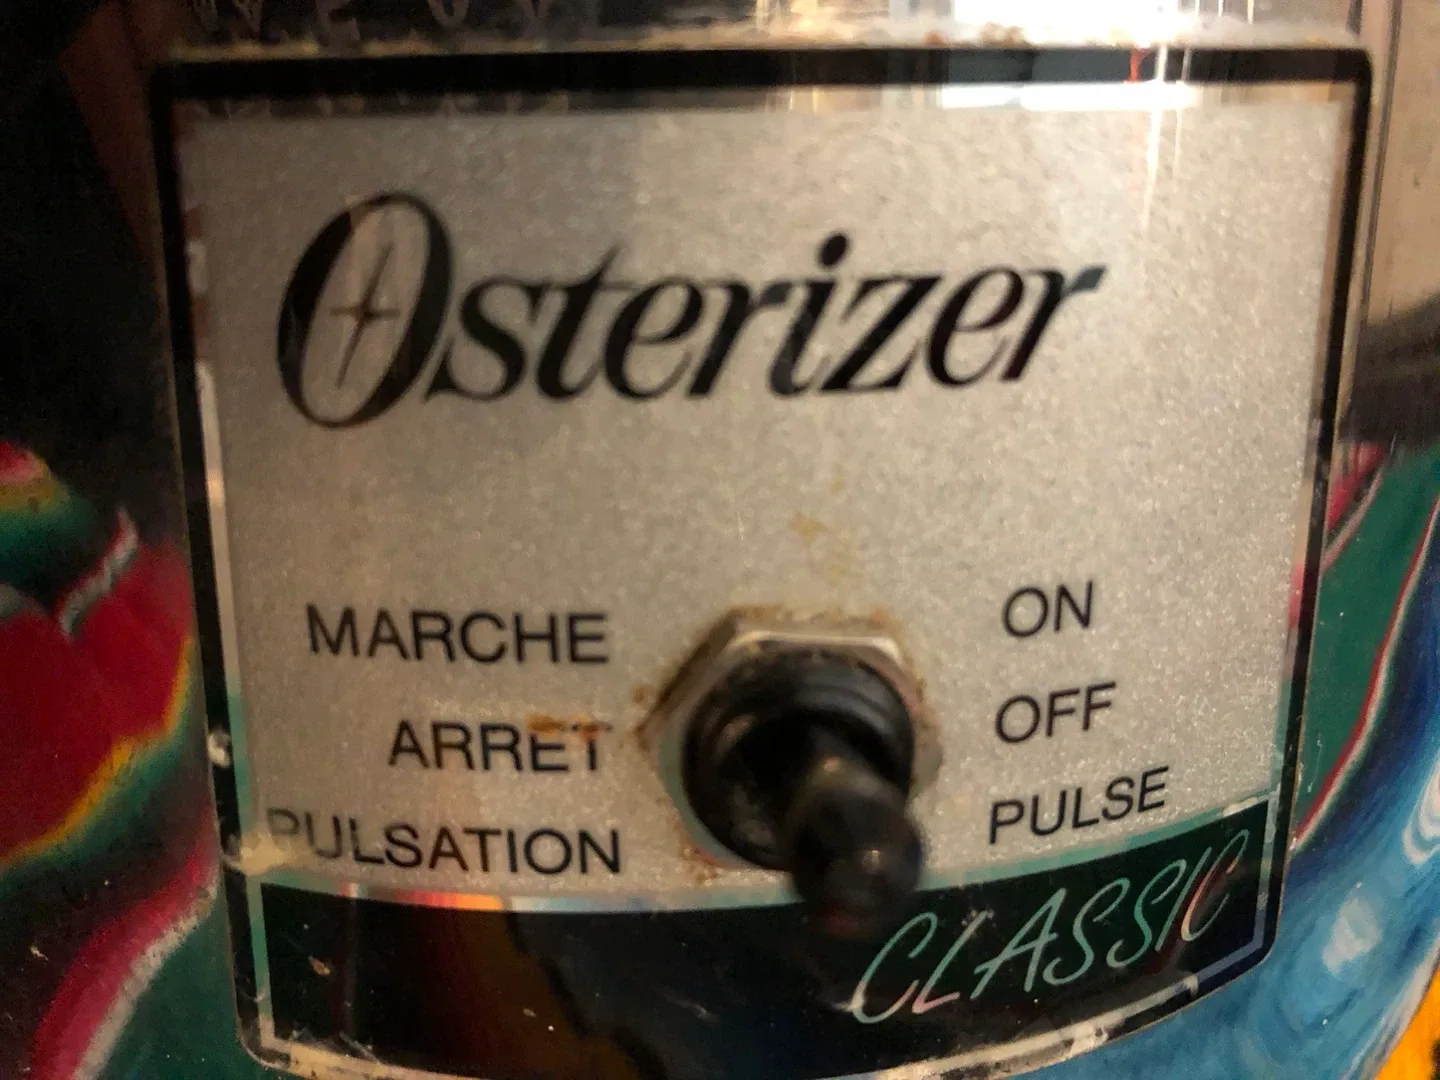 Osterizer
MARCHE ON
ARRET OFF
PULSATION PULSE
CLASSIC